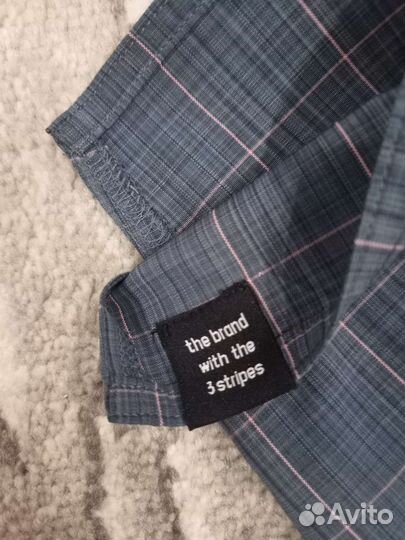 the brand
with the
3 stripes
Avito